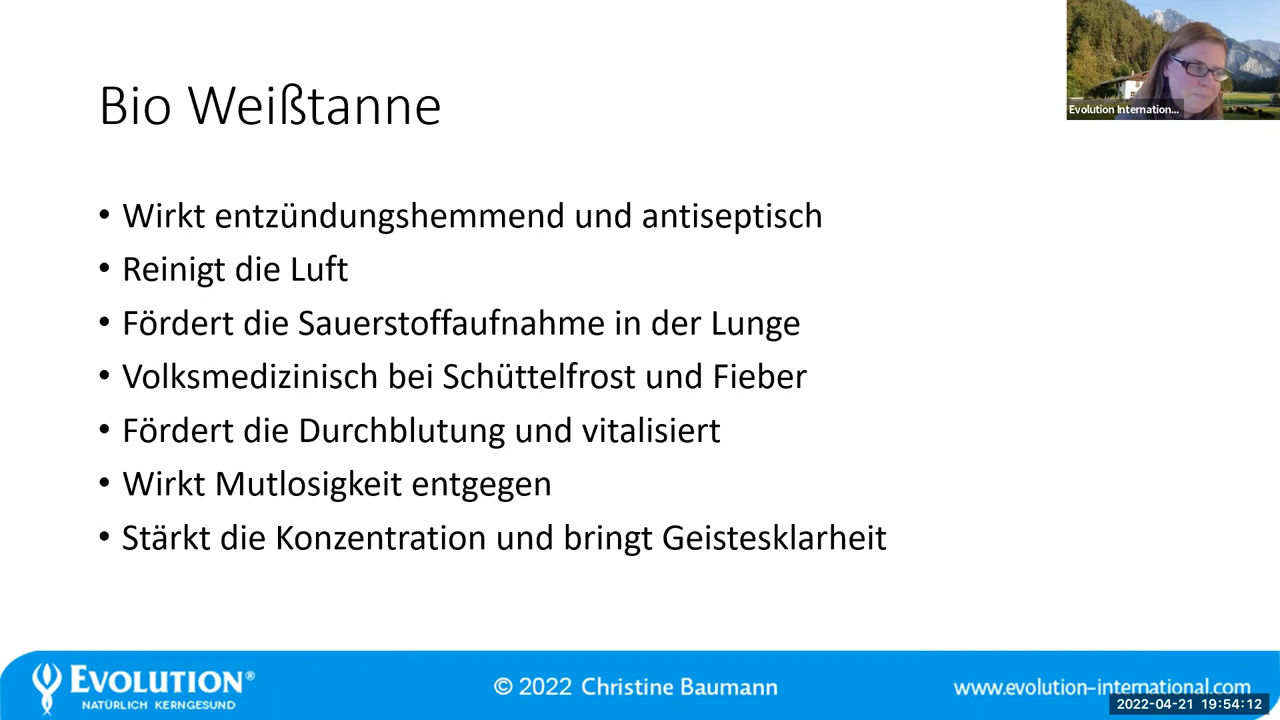 Evolution Internation...
Bio Weißtanne
• Wirkt entzündungshemmend und antiseptisch
• Reinigt die Luft
• Fördert die Sauerstoffaufnahme in der Lunge
• Volksmedizinisch bei Schüttelfrost und Fieber
• Fördert die Durchblutung und vitalisiert
• Wirkt Mutlosigkeit entgegen
• Stärkt die Konzentration und bringt Geistesklarheit
EVOLUTION®
NATÜRLICH KERNGESUND
© 2022 Christine Baumann
www.evolution-international.com
2022-04-21 19:54:12